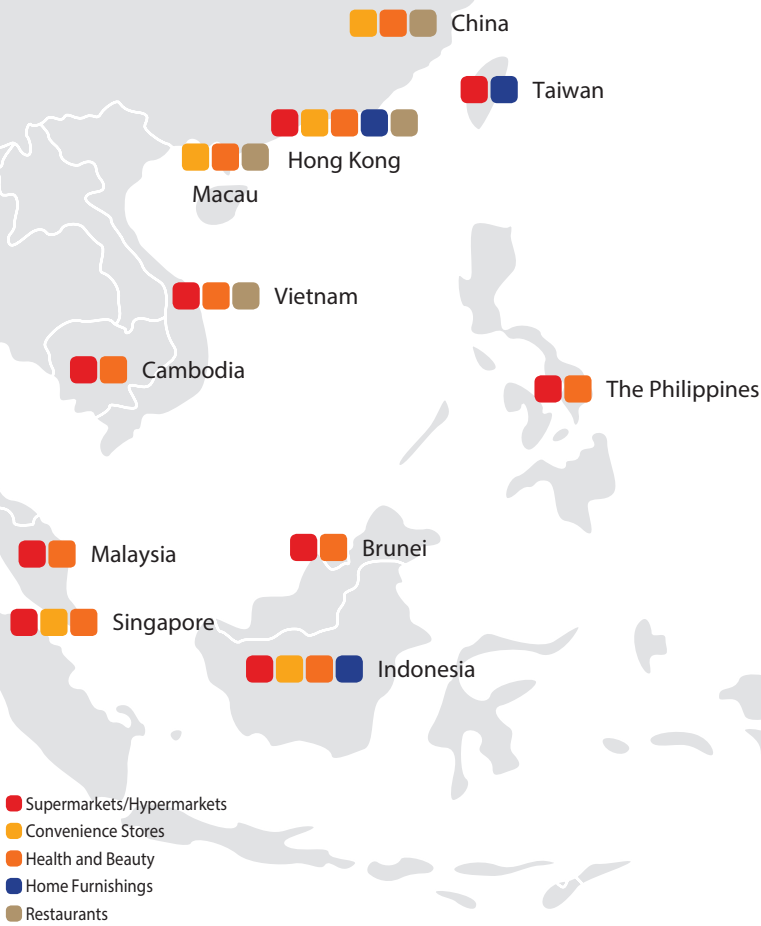 China
Taiwan
Hong Kong
Macau
Vietnam
Cambodia
The Philippines
Malaysia
Brunei
Singapore
Indonesia
Supermarkets/Hypermarkets
Convenience Stores
Health and Beauty
Home Furnishings
Restaurants